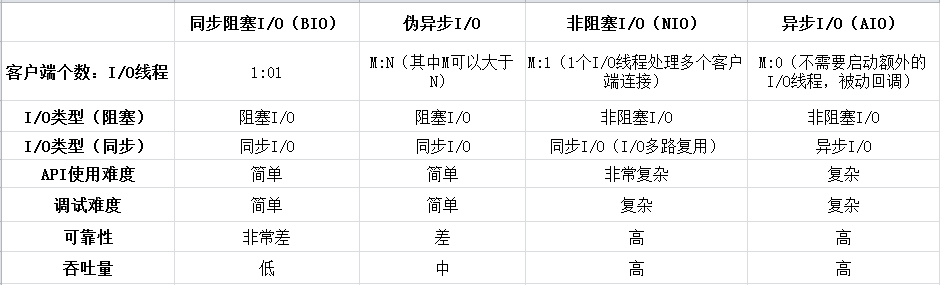 同步阻塞I/O（BIO） 伪异步I/O 非阻塞I/O（NIO） 异步I/O（AIO）
客户端个数：I/O线程 1:01 M:N（其中M可以大于N） M:1（1个I/O线程处理多个客户端连接） M:0（不需要启动额外的I/O线程，被动回调）
I/O类型（阻塞） 阻塞I/O 阻塞I/O 非阻塞I/O 非阻塞I/O
I/O类型（同步） 同步I/O 同步I/O 同步I/O（I/O多路复用） 异步I/O
API使用难度 简单 简单 非常复杂 复杂
调试难度 简单 简单 复杂 复杂
可靠性 非常差 差 高 高
吞吐量 低 中 高 高